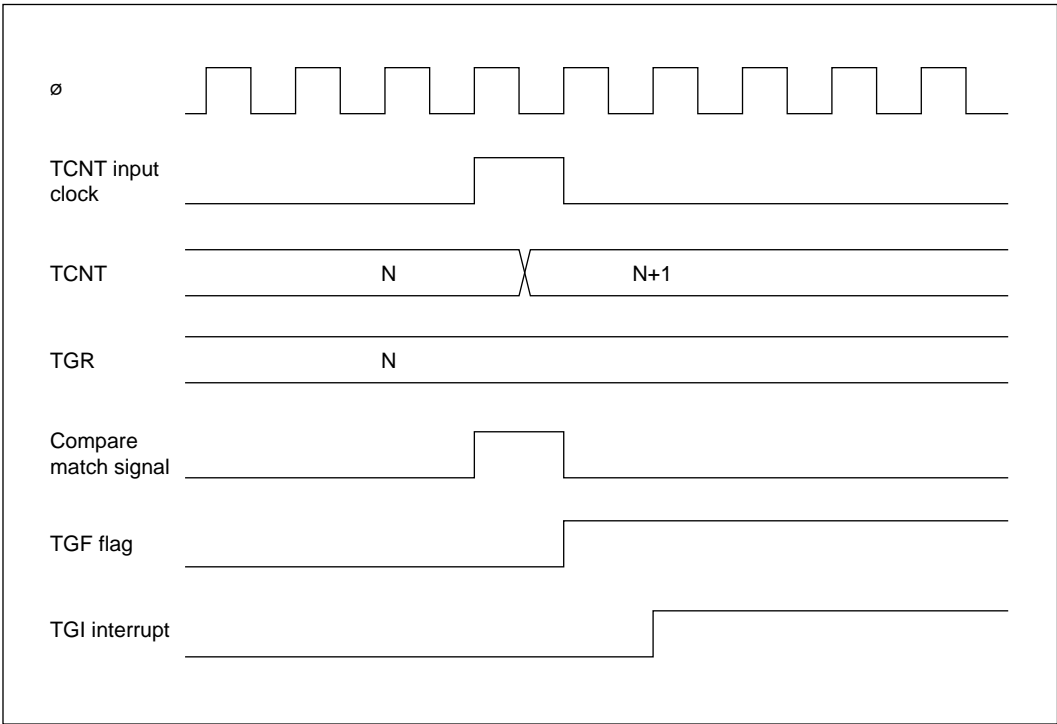 ø
TCNT input
clock
TCNT
N
N+1
TGR
N
Compare
match signal
TGF flag
TGI interrupt